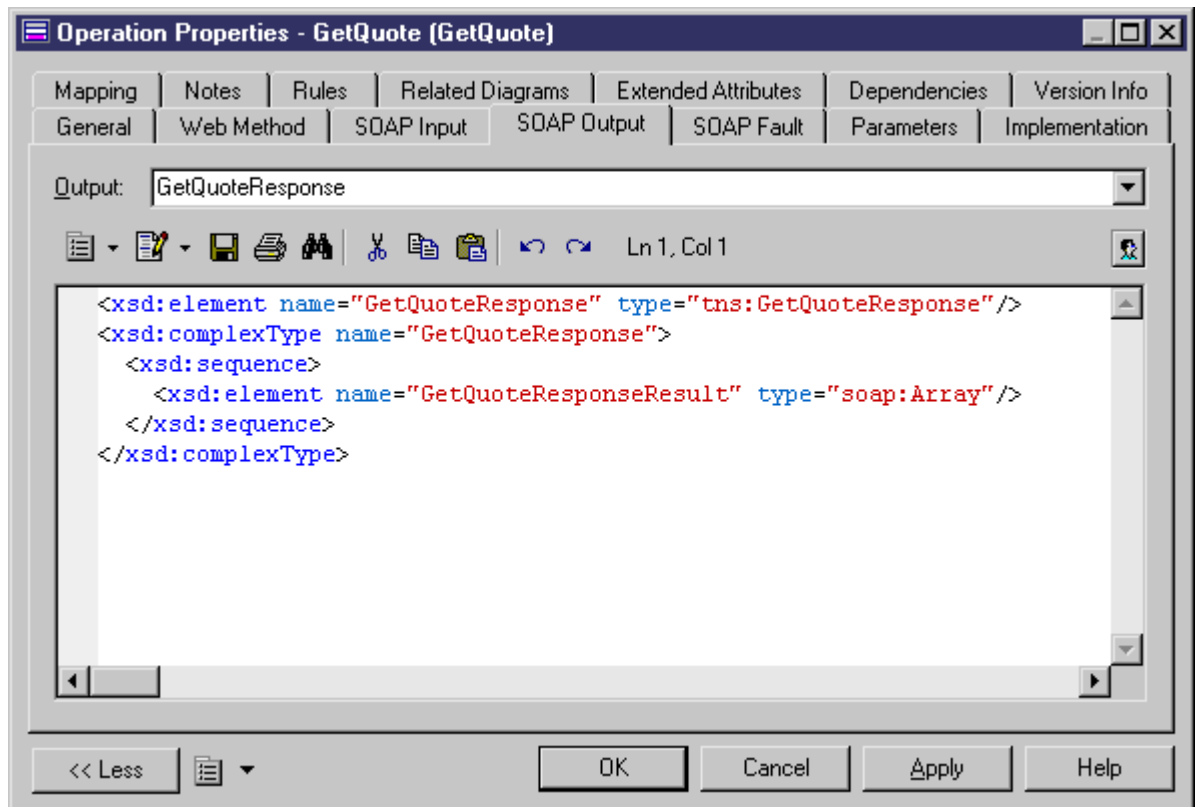 Operation Properties - GetQuote (GetQuote)
Mapping Notes Rules Related Diagrams Extended Attributes Dependencies Version Info
General Web Method SOAP Input SOAP Output SOAP Fault Parameters Implementation
Output: GetQuoteResponse
Ln 1, Col 1
<xsd:element name="GetQuoteResponse" type="tns:GetQuoteResponse"/>
<xsd:complexType name="GetQuoteResponse">
<xsd:sequence>
<xsd:element name="GetQuoteResponseResult" type="soap:Array"/>
</xsd:sequence>
</xsd:complexType>
<< Less OK Cancel Apply Help